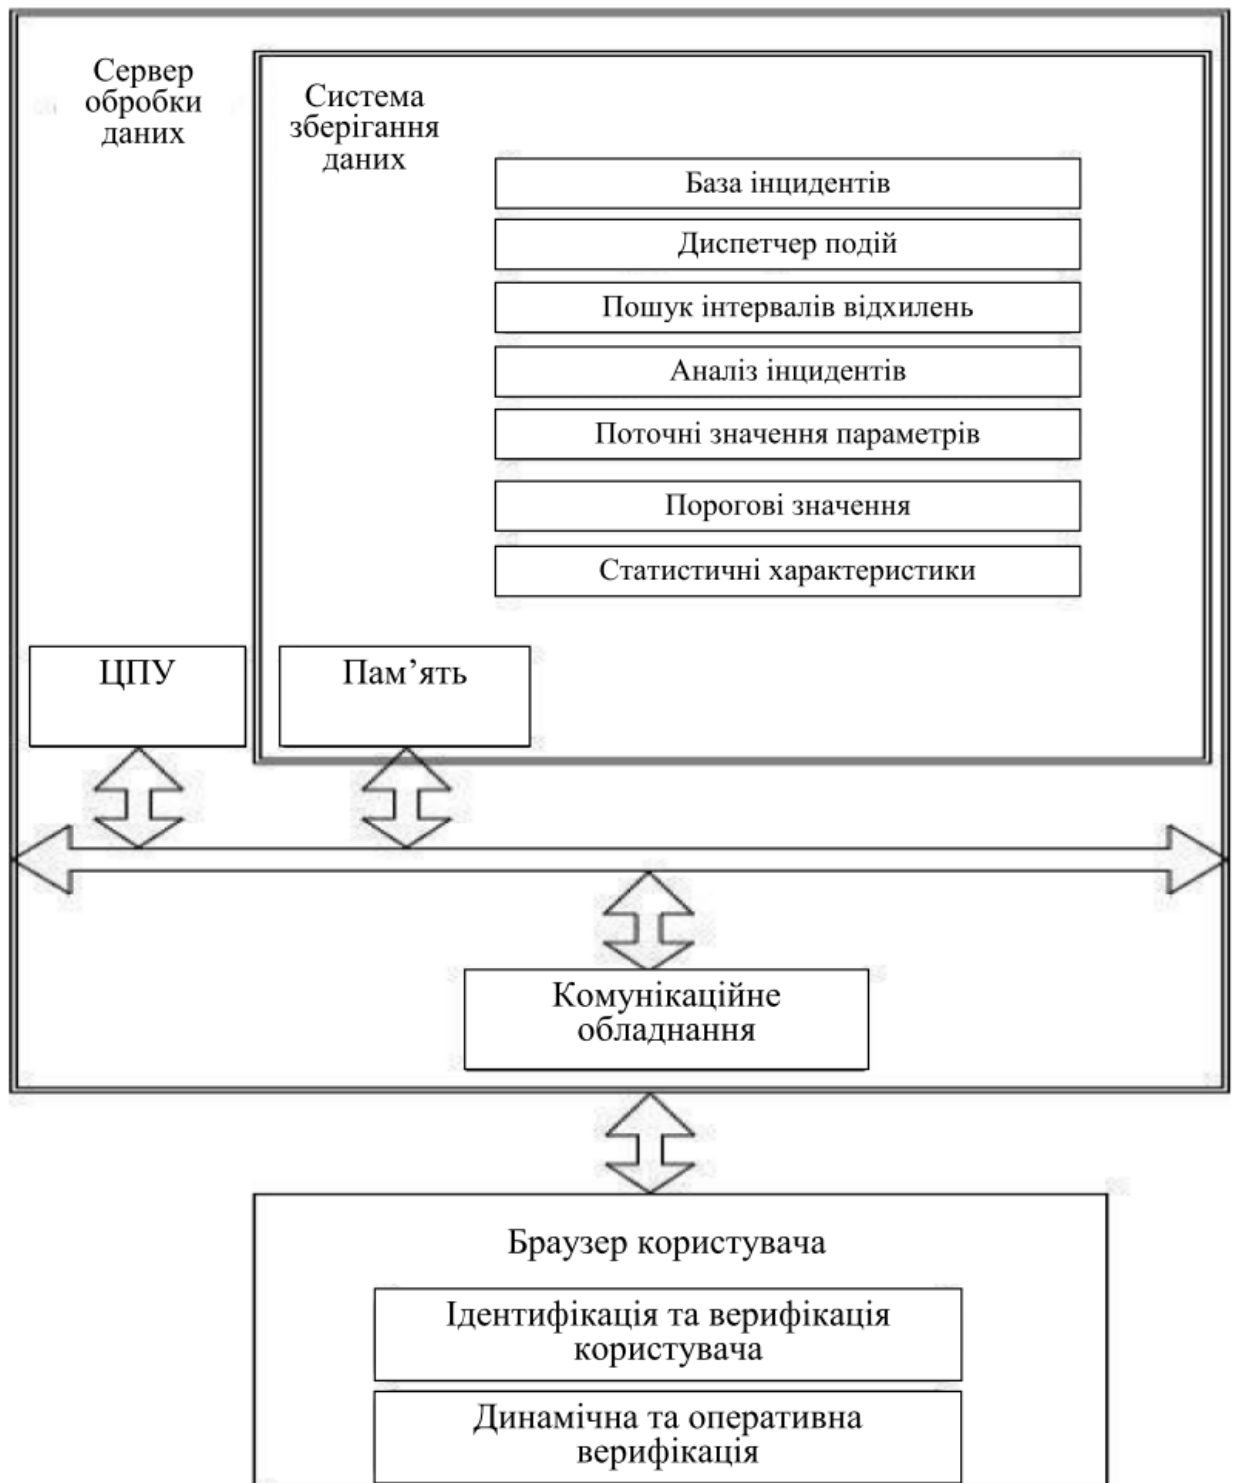 Сервер
обробки
даних
Система
зберігання
даних
База інцидентів
Диспетчер подій
Пошук інтервалів відхилень
Аналіз інцидентів
Поточні значення параметрів
Порогові значення
Статистичні характеристики
ЦПУ
Пам’ять
Комунікаційне
обладнання
Браузер користувача
Ідентифікація та верифікація
користувача
Динамічна та оперативна
верифікація